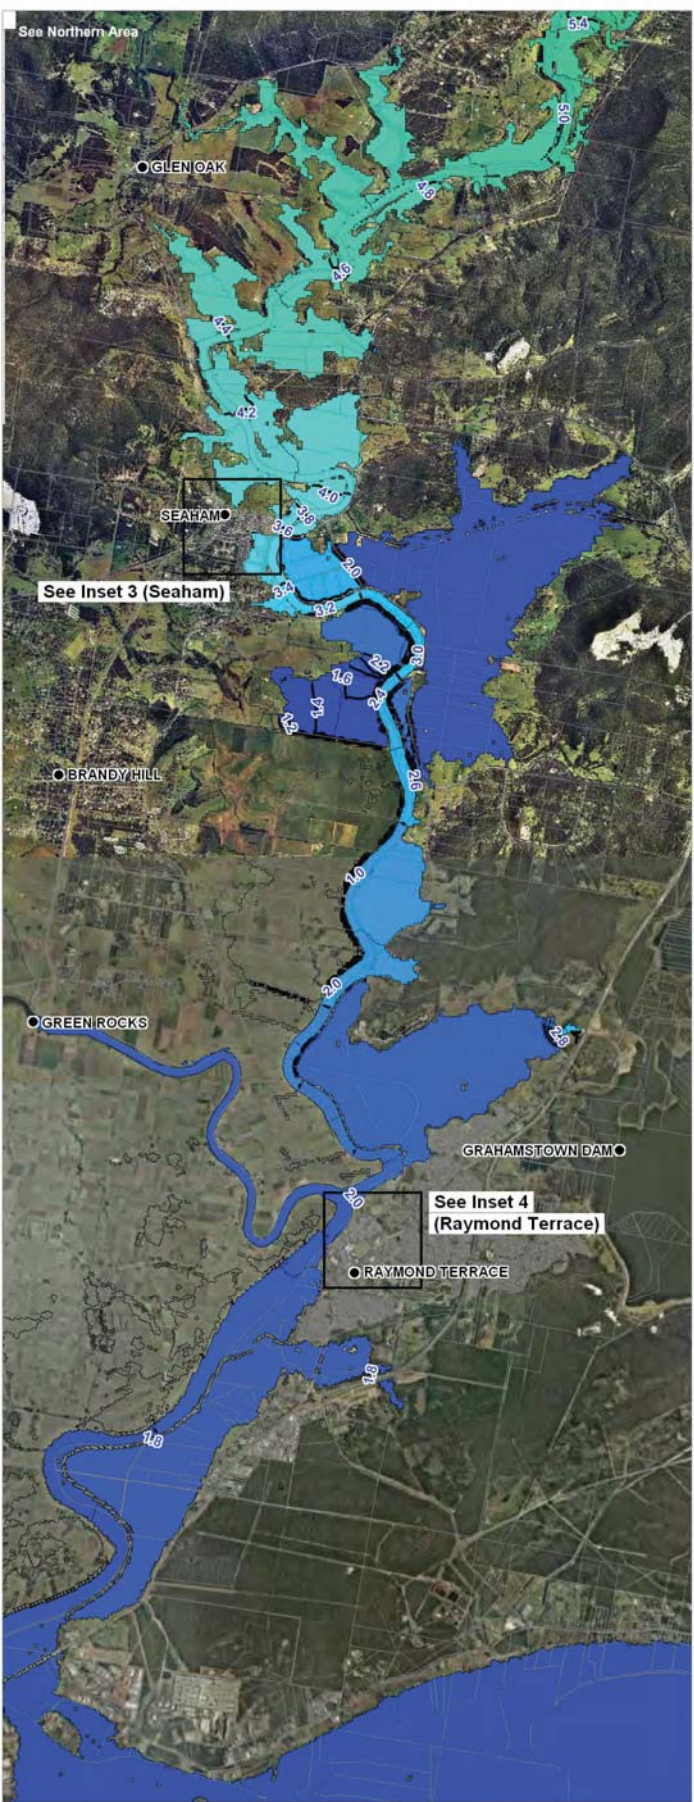 See Northern Area
5.4
5.0
GLEN OAK
4.8
4.6
4.4
4.2
4.0
SEAHAM
3.8
3.6
2.0
See Inset 3 (Seaham)
3.4
3.2
3.0
2.2
1.6
2.4
1.4
1.2
BRANDY HILL
2.6
1.0
2.0
GREEN ROCKS
2.8
GRAHAMSTOWN DAM
2.0
See Inset 4
(Raymond Terrace)
RAYMOND TERRACE
1.8
1.8